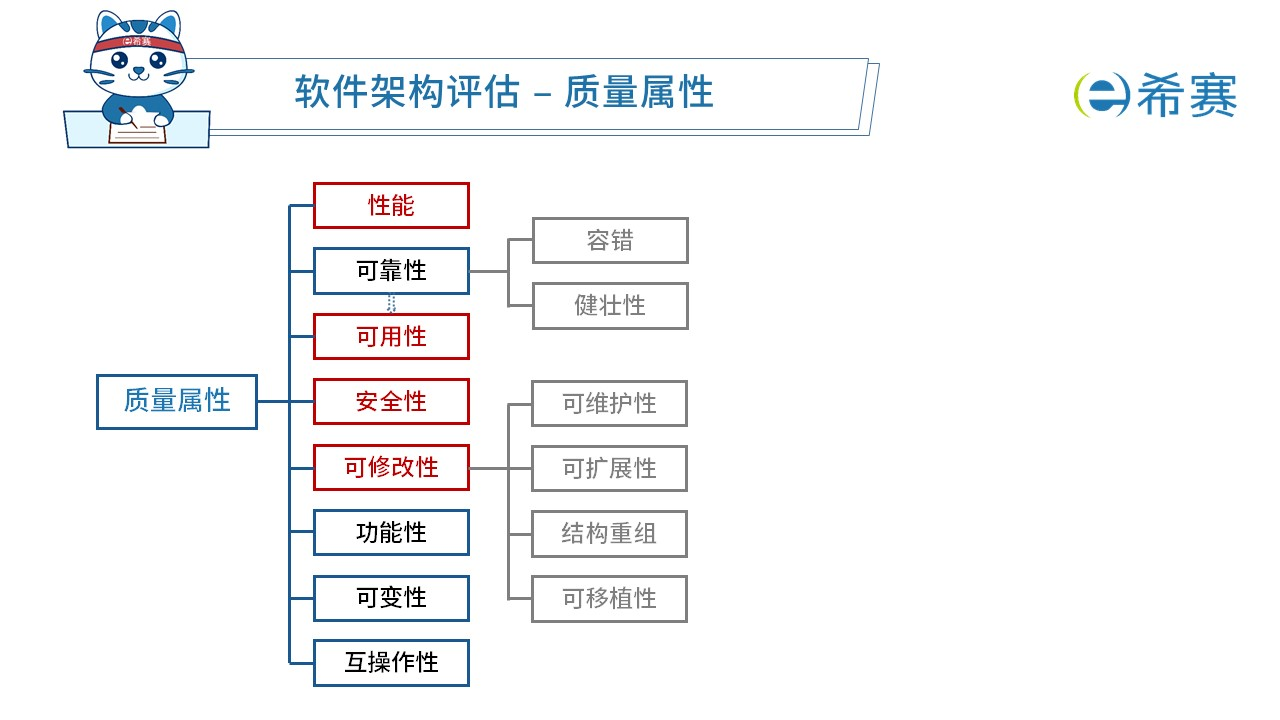 希赛
软件架构评估 – 质量属性
希赛
质量属性
性能
可靠性
容错
健壮性
可用性
安全性
可修改性
可维护性
可扩展性
结构重组
可移植性
功能性
可变性
互操作性